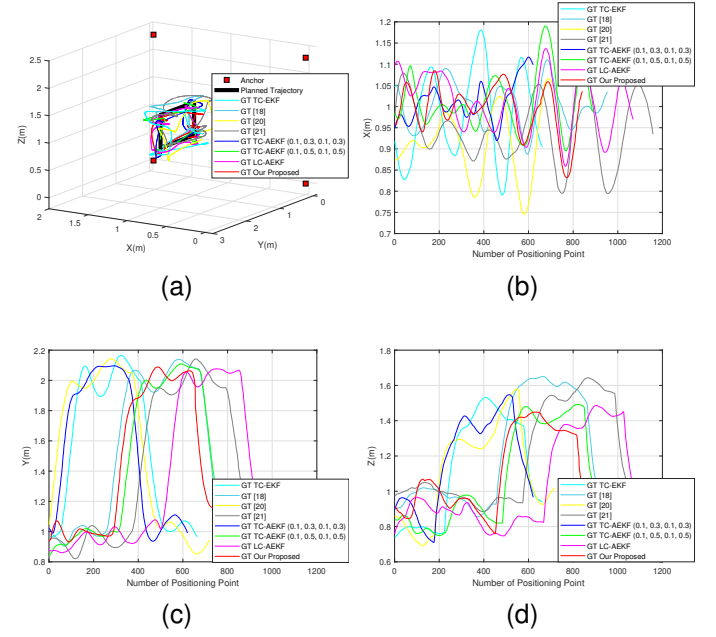 2.5
2
1.5
1
0.5
0
Z(m)
2
1.5
1
0.5
0
X(m)
3
2
1
0
Y(m)
Anchor
Planned Trajectory
GT TC-EKF
GT [18]
GT [20]
GT [21]
GT TC-AEKF (0.1, 0.3, 0.1, 0.3)
GT TC-AEKF (0.1, 0.5, 0.1, 0.5)
GT LC-AEKF
GT Our Proposed
(a)
1.2
1.1
1.1
1.0
1
0.9
0.9
0.8
0.8
0.7
X(m)
0 200 400 600 800 1000 1200
Number of Positioning Point
GT TC-EKF
GT [18]
GT [20]
GT [21]
GT TC-AEKF (0.1, 0.3, 0.1, 0.3)
GT TC-AEKF (0.1, 0.5, 0.1, 0.5)
GT LC-AEKF
GT Our Proposed
(b)
2.2
2
1.8
1.6
1.4
1.2
1
0.8
Y(m)
0 200 400 600 800 1000 1200
Number of Positioning Point
GT TC-EKF
GT [18]
GT [20]
GT [21]
GT TC-AEKF (0.1, 0.3, 0.1, 0.3)
GT TC-AEKF (0.1, 0.5, 0.1, 0.5)
GT LC-AEKF
GT Our Proposed
(c)
1.8
1.6
1.4
1.2
1
0.8
0.6
Z(m)
0 200 400 600 800 1000 1200
Number of Positioning Point
GT TC-EKF
GT [18]
GT [20]
GT [21]
GT TC-AEKF (0.1, 0.3, 0.1, 0.3)
GT TC-AEKF (0.1, 0.5, 0.1, 0.5)
GT LC-AEKF
GT Our Proposed
(d)